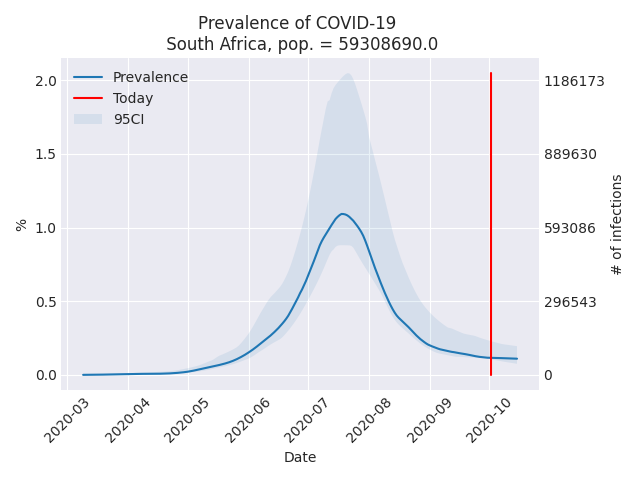 Prevalence of COVID-19
South Africa, pop. = 59308690.0
Prevalence
Today
95CI
2.0
1.5
1.0
0.5
0.0
%
1186173
889630
593086
296543
0
# of infections
2020-03
2020-04
2020-05
2020-06
2020-07
2020-08
2020-09
2020-10
Date